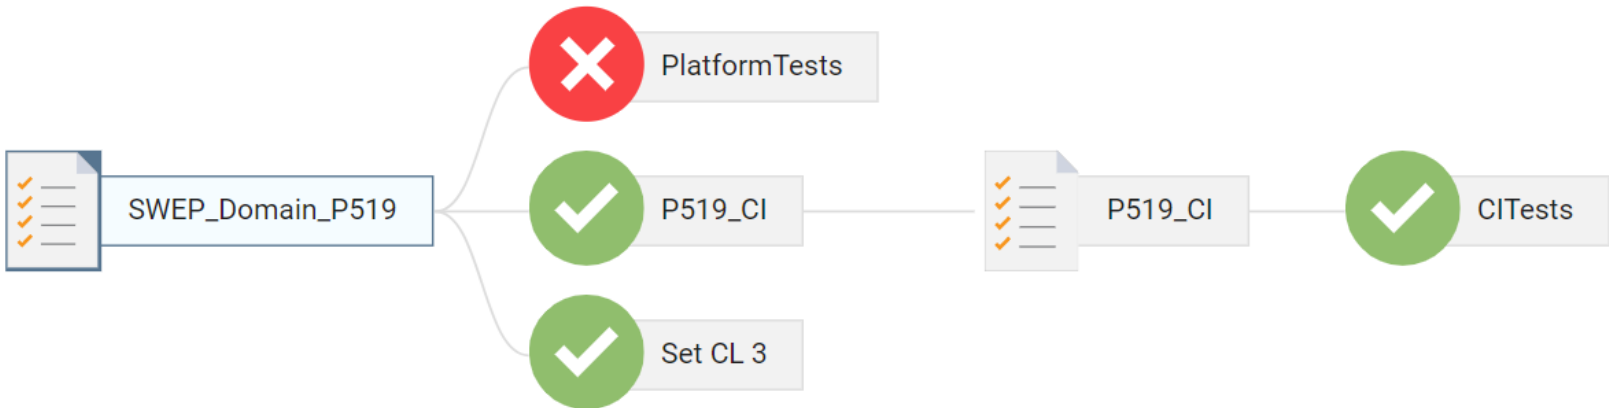 PlatformTests
SWEP_Domain_P519
P519_CI
P519_CI
CITests
Set CL 3